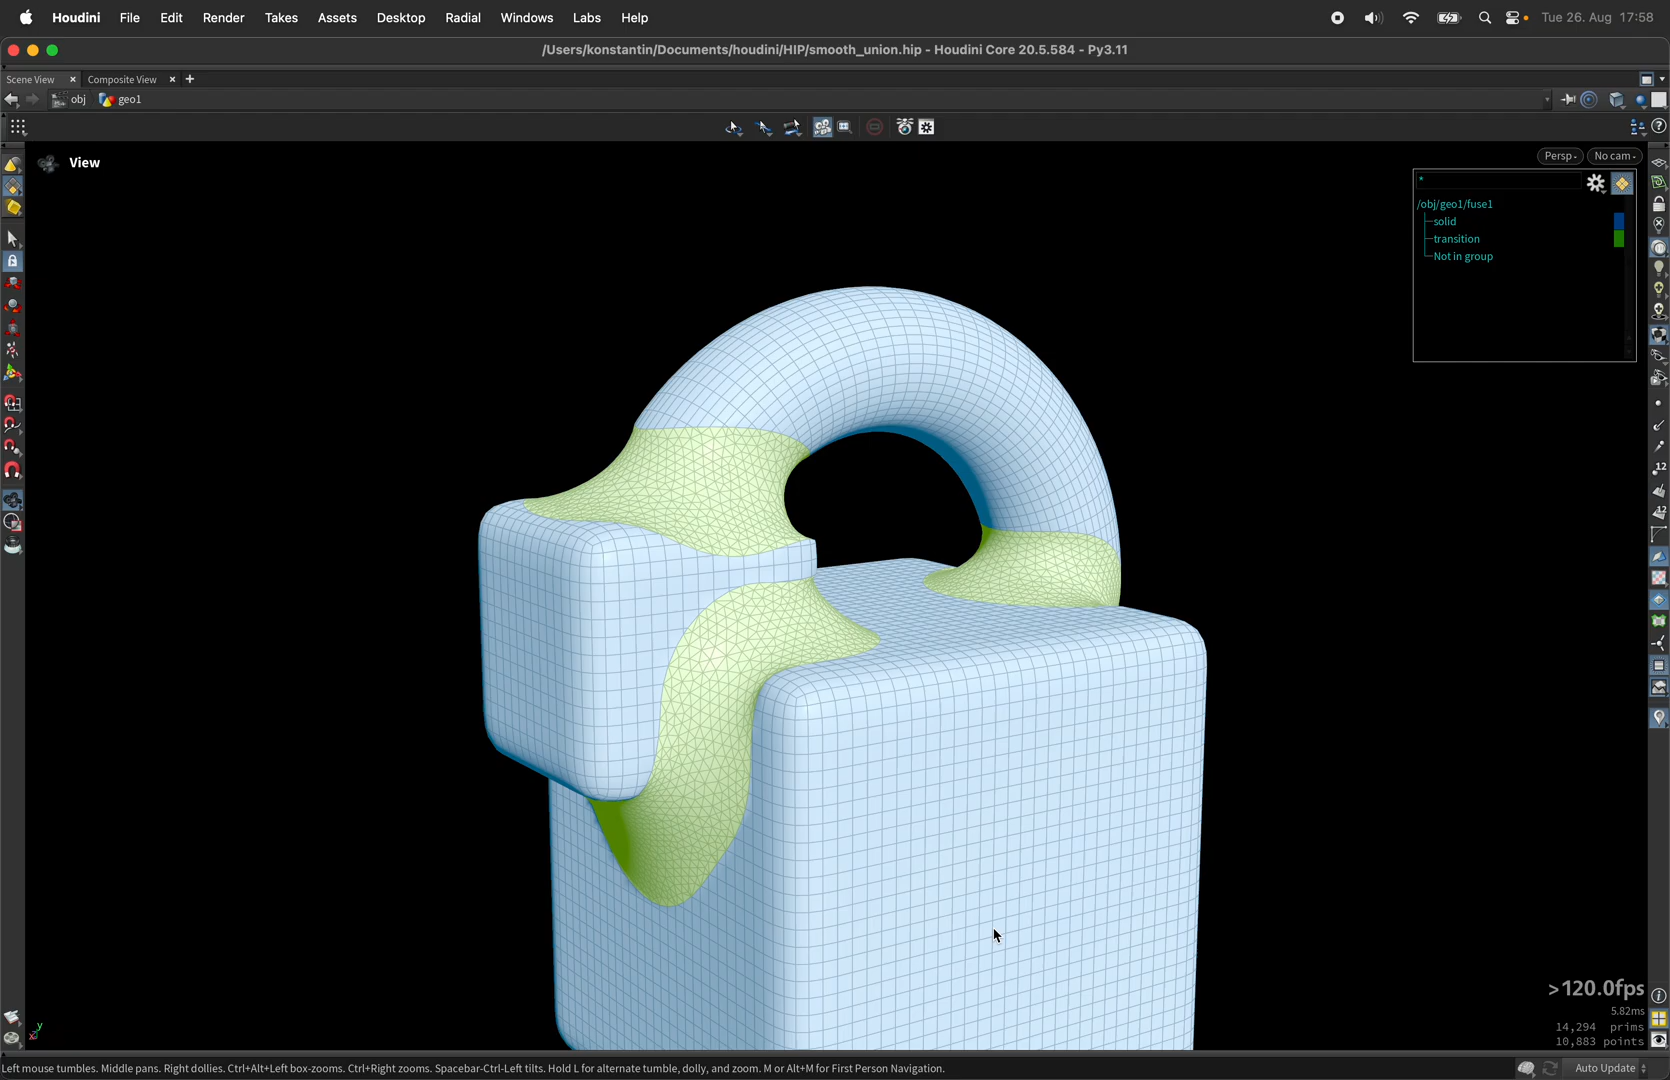 Houdini File Edit Render Takes Assets Desktop Radial Windows Labs Help Tue 26. Aug 17:58
/Users/konstantin/Documents/houdini/HIP/smooth_union.hip - Houdini Core 20.5.584 - Py3.11
Scene View × Composite View × +
obj geo1
View
Persp No cam
*
/obj/geo1/fuse1
solid
transition
Not in group
12
12
>120.0fps
5.82ms
14,294 prims
10,883 points
y
x
Left mouse tumbles. Middle pans. Right dollies. Ctrl+Alt+Left box-zooms. Ctrl+Right zooms. Spacebar-Ctrl-Left tilts. Hold L for alternate tumble, dolly, and zoom. M or Alt+M for First Person Navigation.
Auto Update